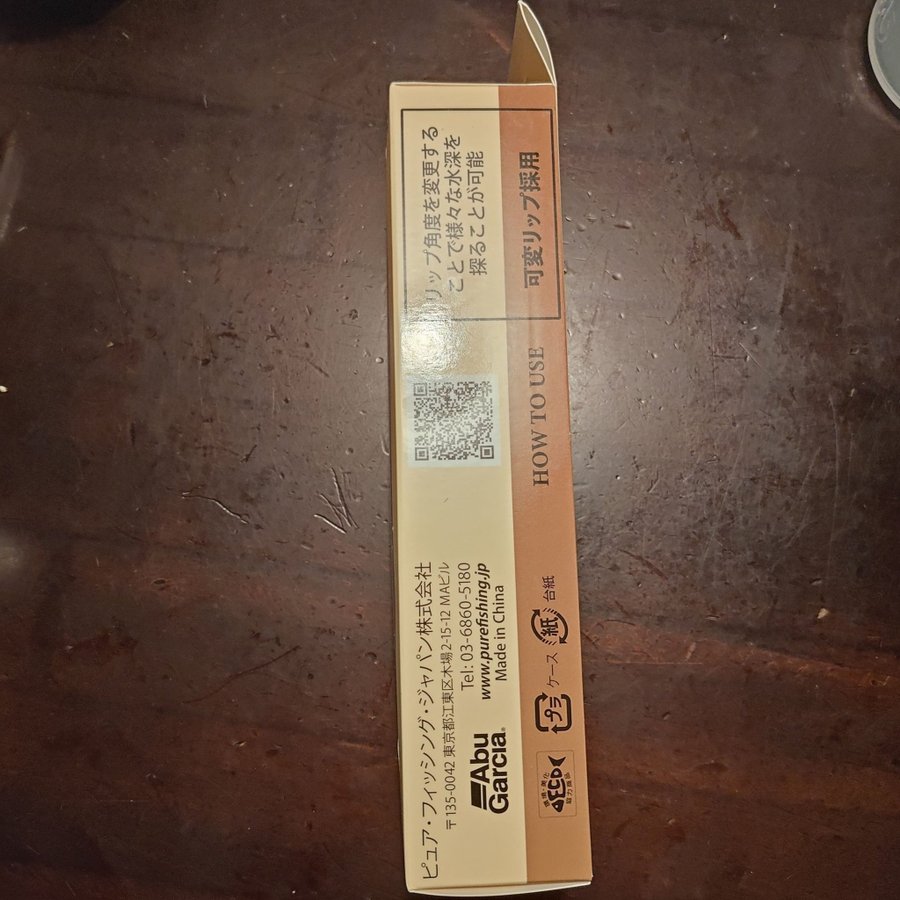 可変リップ採用
リップ角度を変更する
ことで様々な水深を
探ることが可能
HOW TO USE
ピュア・フィッシング・ジャパン株式会社
〒135-0042 東京都江東区木場2-15-12 MAビル
Tel: 03-6860-5180
www.purefishing.jp
Made in China
Abu
Garcia®
ECO
プラ ケース 紙 台紙